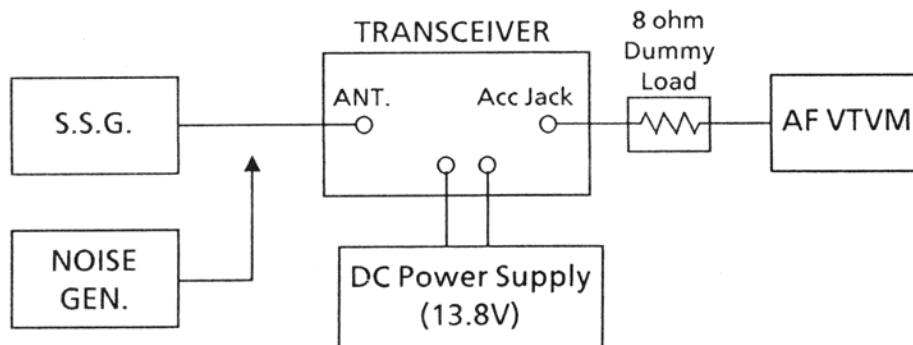 TRANSCEIVER
8 ohm
Dummy
Load
S.S.G.
ANT.
Acc Jack
AF VTVM
NOISE
GEN.
DC Power Supply
(13.8V)